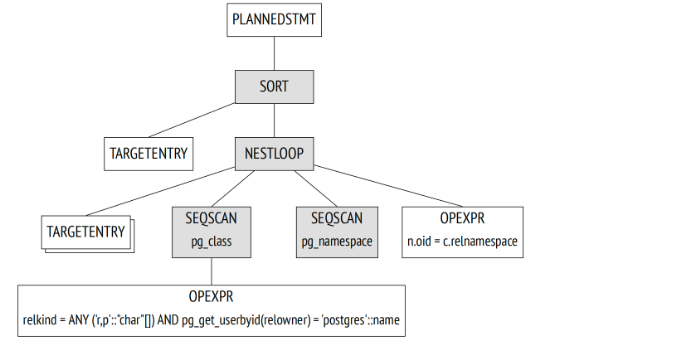 PLANNEDSTMT
SORT
TARGETENTRY
NESTLOOP
TARGETENTRY
SEQSCAN
pg_class
SEQSCAN
pg_namespace
OPEXPR
n.oid = c.relnamespace
OPEXPR
relkind = ANY ('r,p'::"char"[]) AND pg_get_userbyid(relowner) = 'postgres'::name